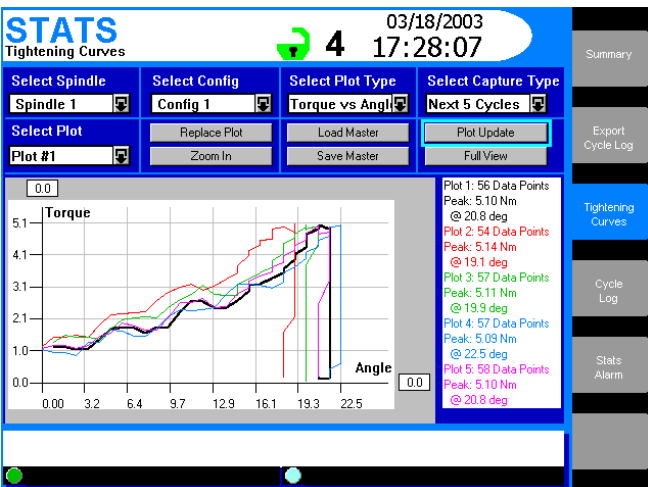 STATS
Tightening Curves
4
03/18/2003
17:28:07
Summary
Select Spindle
Select Config
Select Plot Type
Select Capture Type
Spindle 1
Config 1
Torque vs Angl
Next 5 Cycles
Select Plot
Replace Plot
Load Master
Plot Update
Plot #1
Zoom In
Save Master
Full View
Export
Cycle Log
Tightening
Curves
Cycle
Log
Stats
Alarm
0.0
Torque
5.1
4.1
3.1
2.1
1.0
0.0
Angle
0.0
0.00 3.2 6.4 9.7 12.9 16.1 19.3 22.5
Plot 1: 56 Data Points
Peak: 5.10 Nm
@ 20.8 deg
Plot 2: 54 Data Points
Peak: 5.14 Nm
@ 19.1 deg
Plot 3: 57 Data Points
Peak: 5.11 Nm
@ 19.9 deg
Plot 4: 57 Data Points
Peak: 5.09 Nm
@ 22.5 deg
Plot 5: 58 Data Points
Peak: 5.10 Nm
@ 20.8 deg